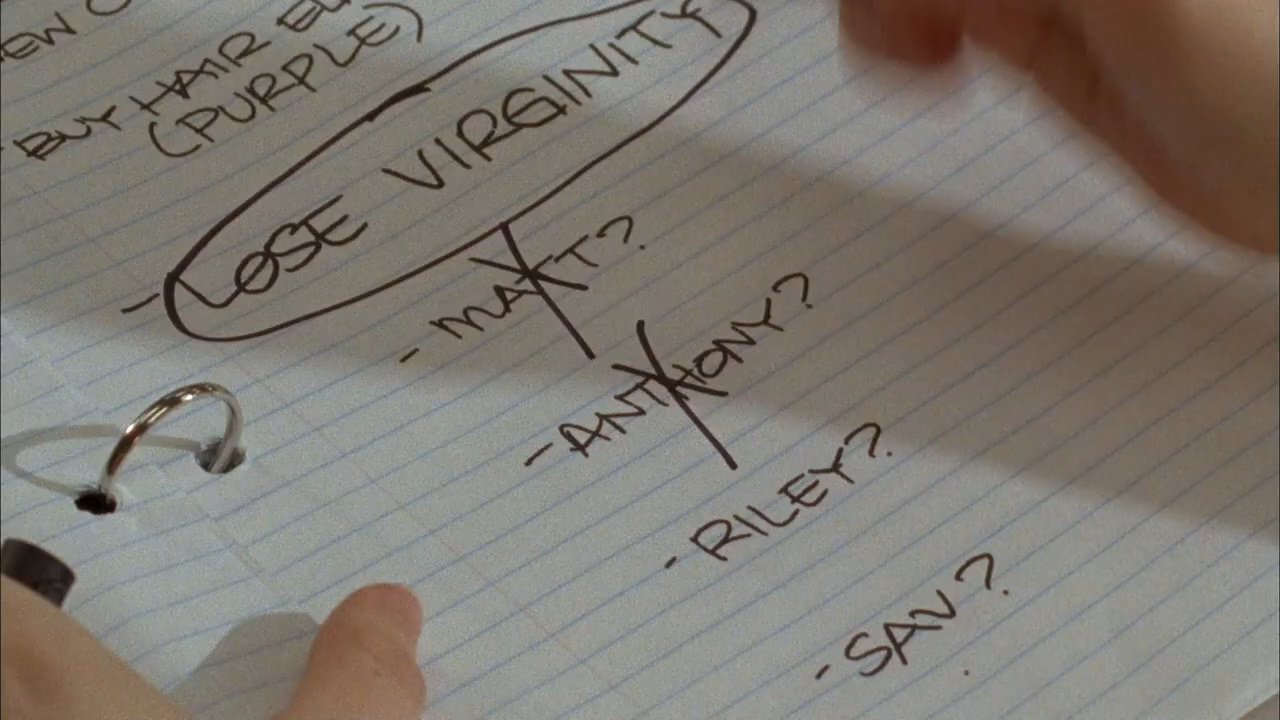 BUY HAIR
(PURPLE)
- LOSE VIRGINITY
- MATT?
- ANTHONY?
- RILEY?
- SAV?